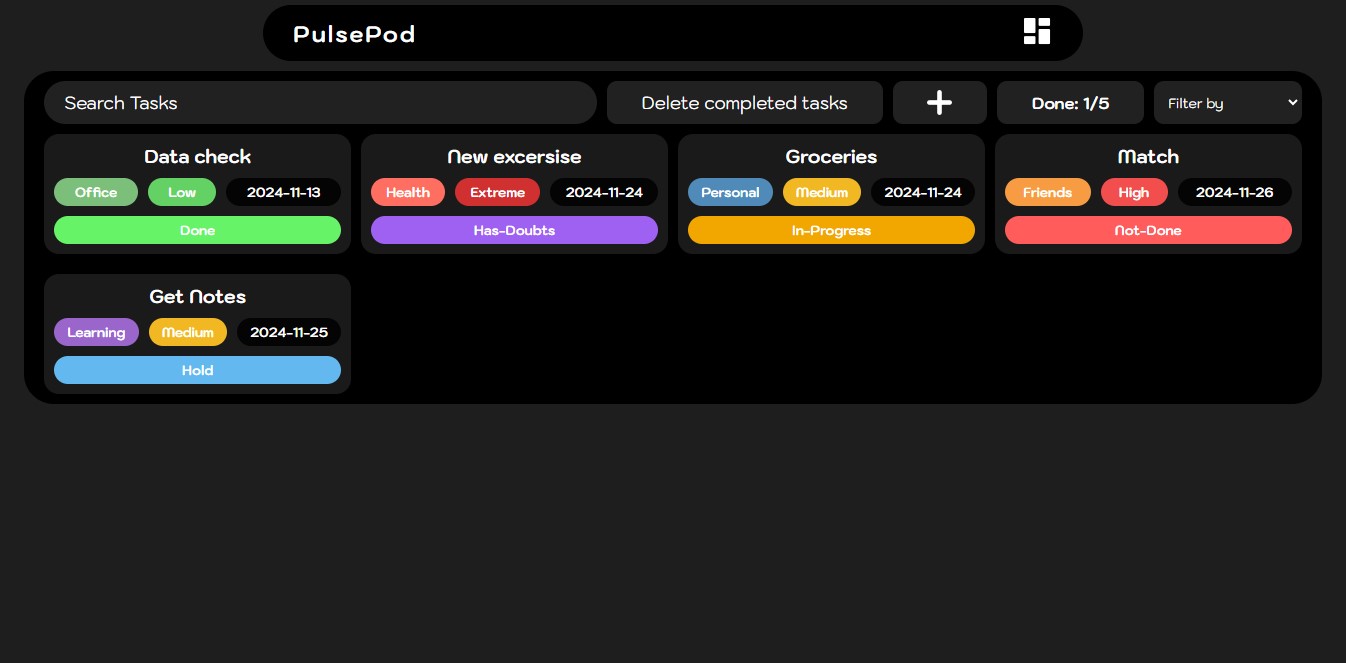 PulsePod
Search Tasks
Delete completed tasks
Done: 1/5
Filter by
Data check
Office
Low
2024-11-13
Done
New excersise
Health
Extreme
2024-11-24
Has-Doubts
Groceries
Personal
Medium
2024-11-24
In-Progress
Match
Friends
High
2024-11-26
Not-Done
Get Notes
Learning
Medium
2024-11-25
Hold